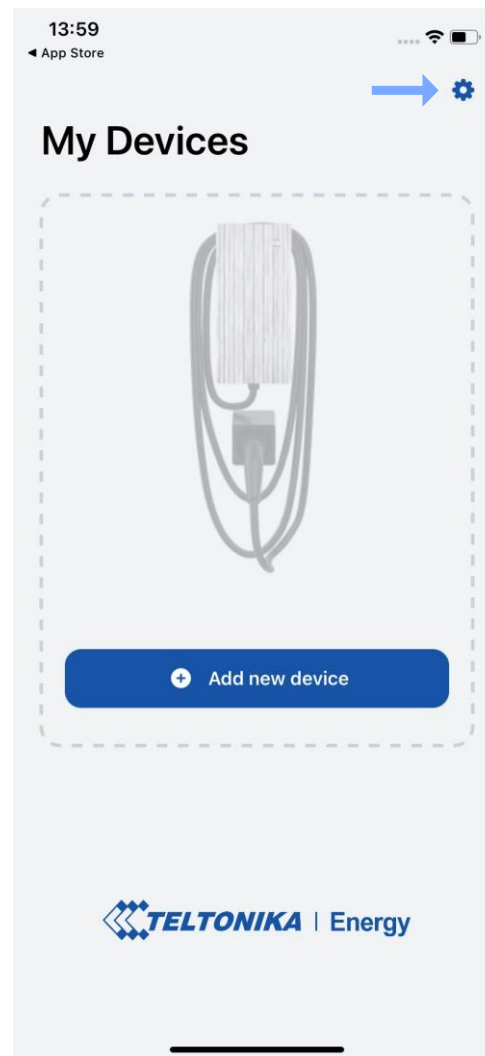 13:59
◀ App Store
My Devices
Add new device
TELTONIKA | Energy